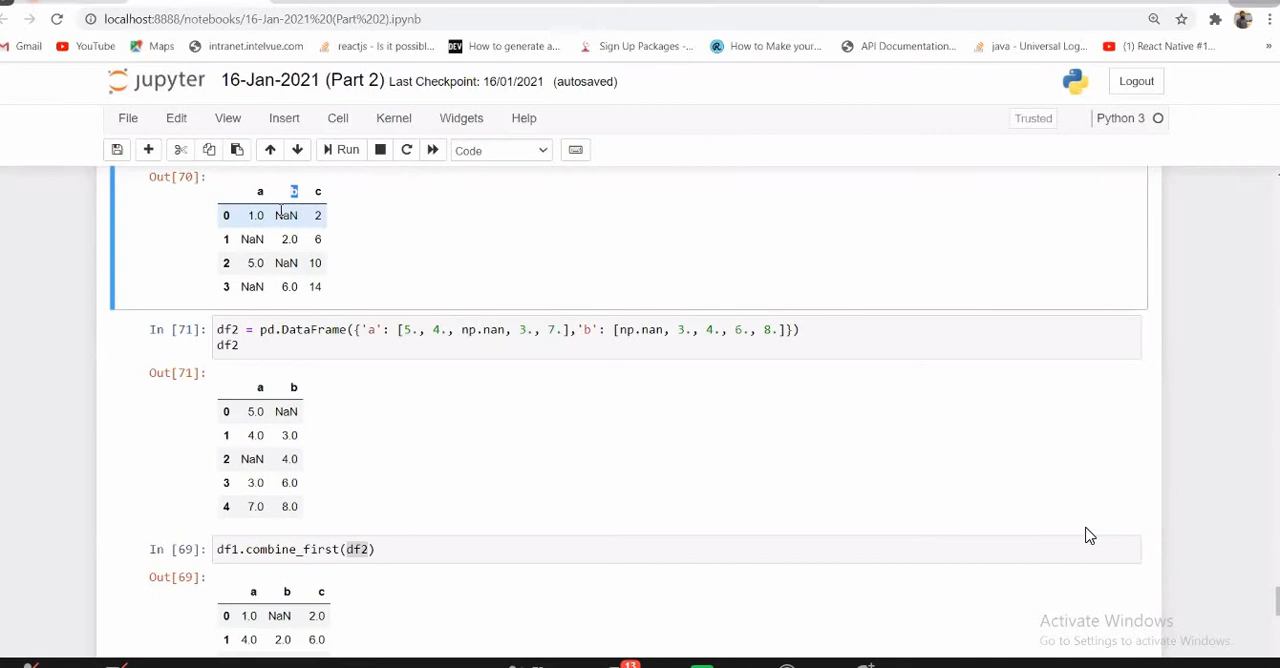 localhost:8888/notebooks/16-Jan-2021%20(Part%202).ipynb
Gmail YouTube Maps intranet.intelvue.com reactjs - Is it possibl... DEV How to generate a... Sign Up Packages -... How to Make your... API Documentation... java - Universal Log... (1) React Native #1... »
jupyter 16-Jan-2021 (Part 2) Last Checkpoint: 16/01/2021 (autosaved) Logout
File Edit View Insert Cell Kernel Widgets Help Trusted Python 3
Run Code
Out[70]:
a b c
0 1.0 NaN 2
1 NaN 2.0 6
2 5.0 NaN 10
3 NaN 6.0 14
In [71]: df2 = pd.DataFrame({'a': [5., 4., np.nan, 3., 7.],'b': [np.nan, 3., 4., 6., 8.]})
df2
Out[71]:
a b
0 5.0 NaN
1 4.0 3.0
2 NaN 4.0
3 3.0 6.0
4 7.0 8.0
In [69]: df1.combine_first(df2)
Out[69]:
a b c
0 1.0 NaN 2.0
1 4.0 2.0 6.0
Activate Windows
Go to Settings to activate Windows.
13